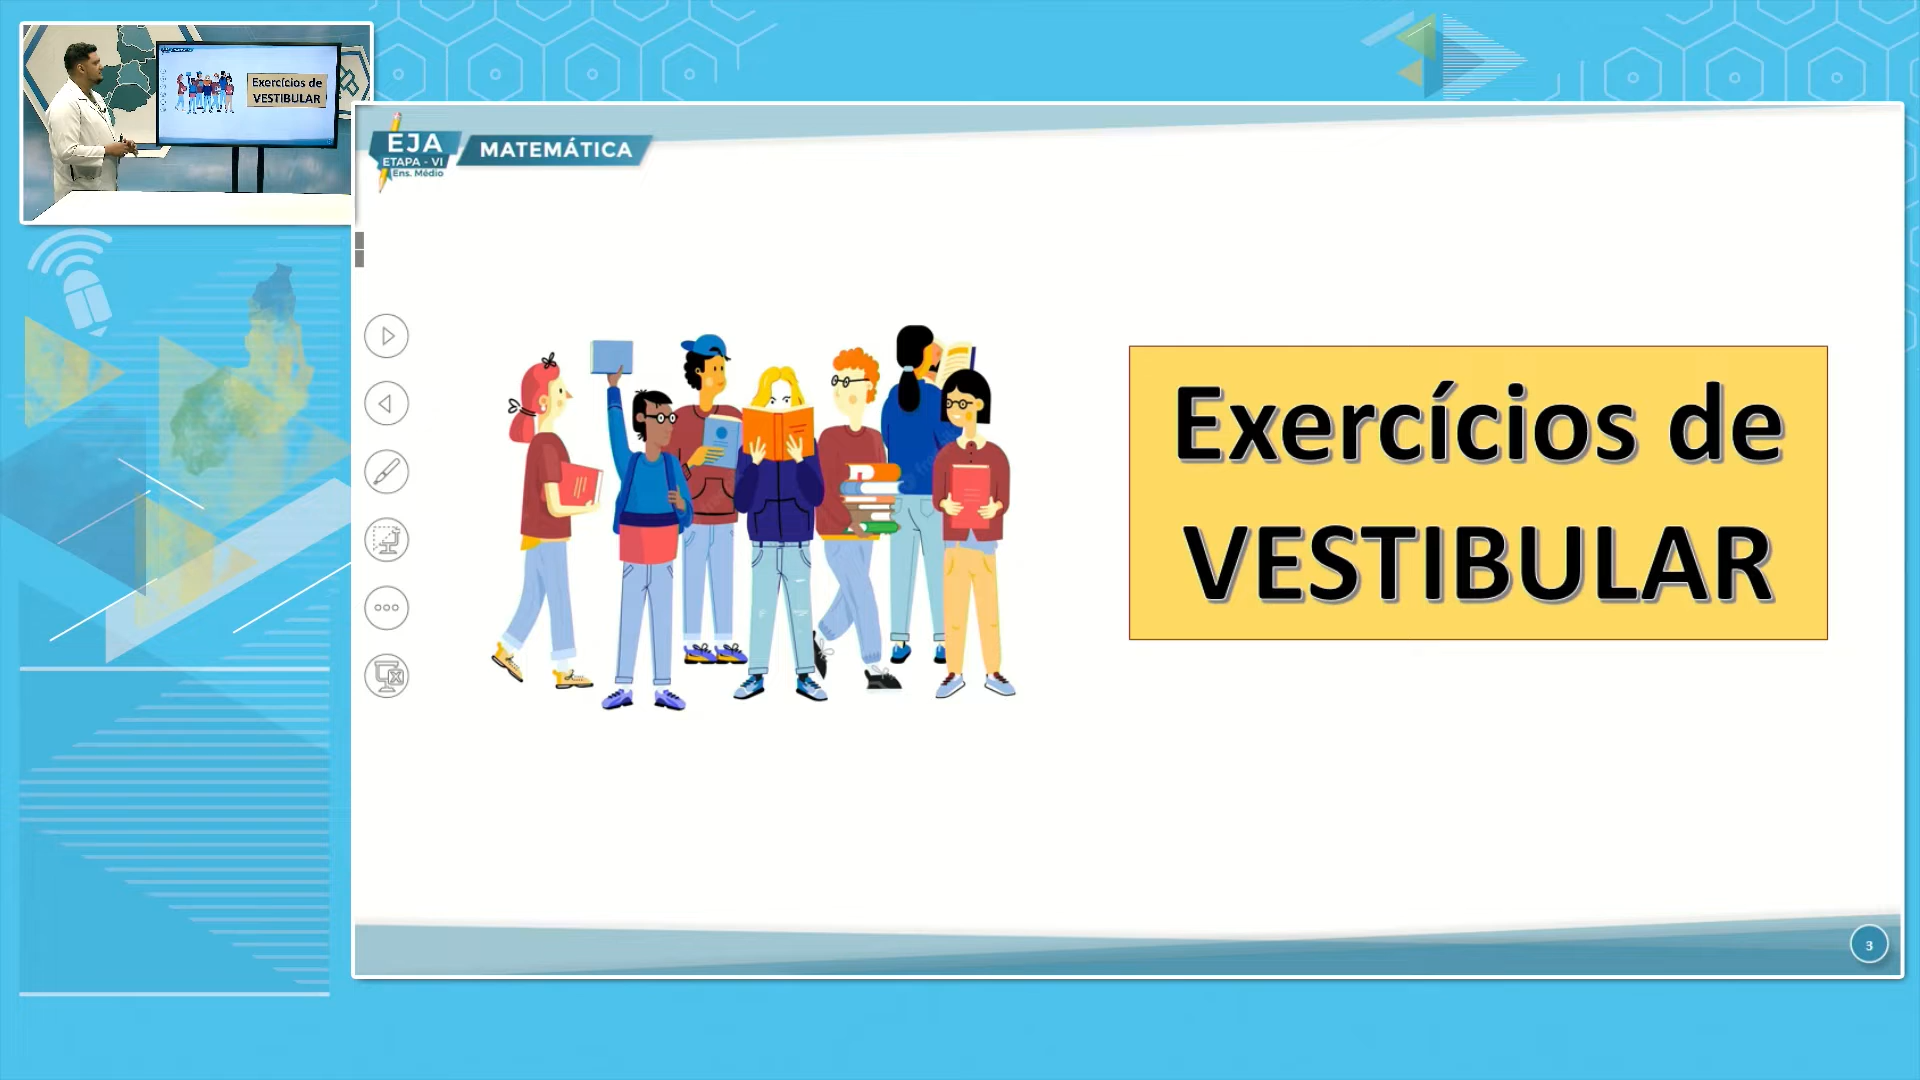 Exercícios de
VESTIBULAR
EJA
ETAPA - VI
Ens. Médio
MATEMÁTICA
Exercícios de
VESTIBULAR
3